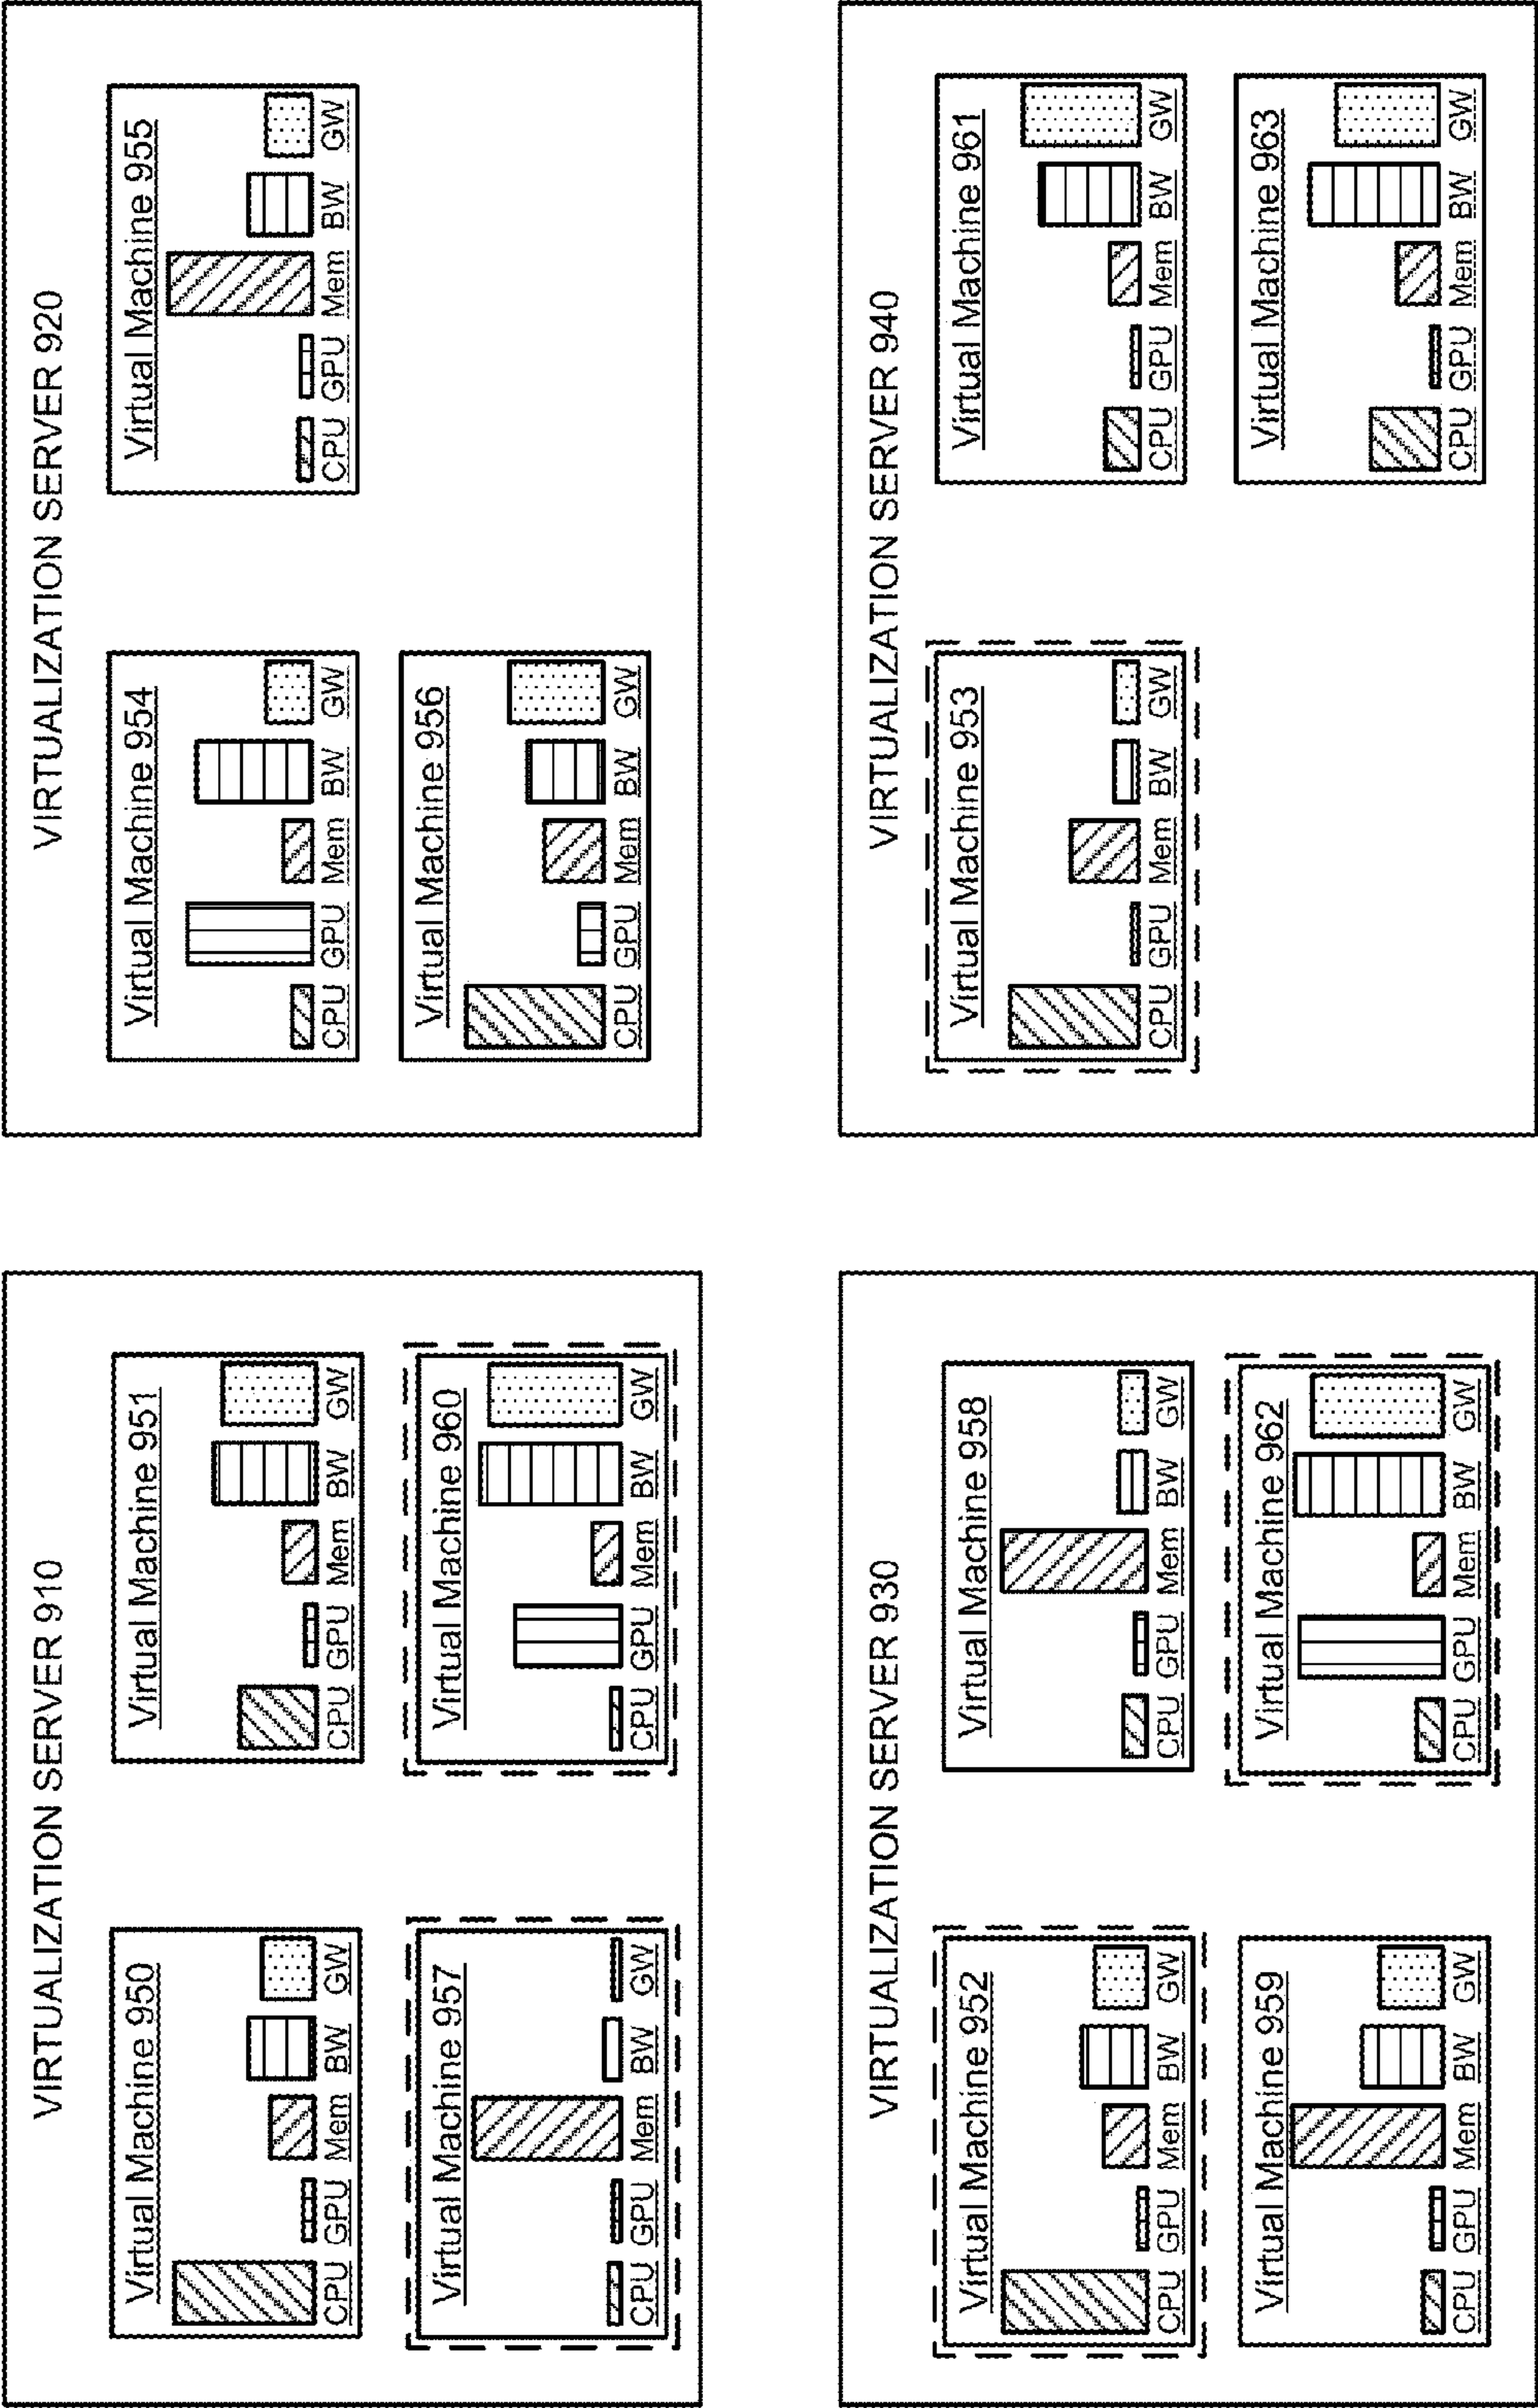 VIRTUALIZATION SERVER 910
Virtual Machine 950
CPU GPU Mem BW GW
Virtual Machine 951
CPU GPU Mem BW GW
Virtual Machine 957
CPU GPU Mem BW GW
Virtual Machine 960
CPU GPU Mem BW GW
VIRTUALIZATION SERVER 920
Virtual Machine 954
CPU GPU Mem BW GW
Virtual Machine 955
CPU GPU Mem BW GW
Virtual Machine 956
CPU GPU Mem BW GW
VIRTUALIZATION SERVER 930
Virtual Machine 952
CPU GPU Mem BW GW
Virtual Machine 958
CPU GPU Mem BW GW
Virtual Machine 959
CPU GPU Mem BW GW
Virtual Machine 962
CPU GPU Mem BW GW
VIRTUALIZATION SERVER 940
Virtual Machine 953
CPU GPU Mem BW GW
Virtual Machine 961
CPU GPU Mem BW GW
Virtual Machine 963
CPU GPU Mem BW GW